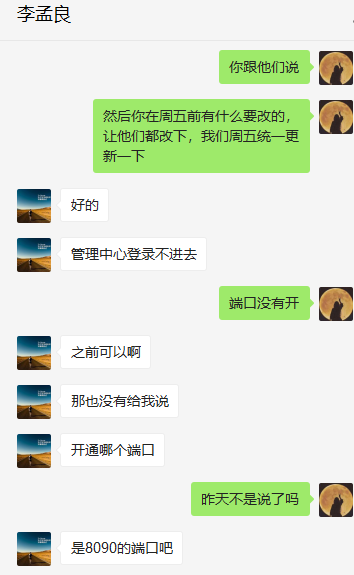 李孟良
你跟他们说
然后你在周五前有什么要改的，
让他们都改下，我们周五统一更
新一下
好的
管理中心登录不进去
端口没有开
之前可以啊
那也没有给我说
开通哪个端口
昨天不是说了吗
是8090的端口吧